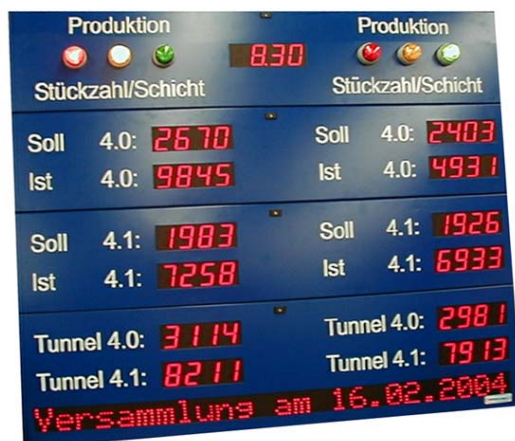 Produktion 8.30 Produktion
Stückzahl/Schicht Stückzahl/Schicht
Soll 4.0: 2670 Soll 4.0: 2403
Ist 4.0: 9845 Ist 4.0: 4931
Soll 4.1: 1983 Soll 4.1: 1926
Ist 4.1: 7258 Ist 4.1: 6933
Tunnel 4.0: 3114 Tunnel 4.0: 2981
Tunnel 4.1: 8211 Tunnel 4.1: 7913
Versammlung am 16.02.2004